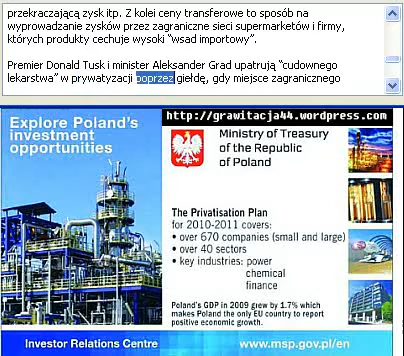 przekraczającą zysk itp. Z kolei ceny transferowe to sposób na
wyprowadzanie zysków przez zagraniczne sieci supermarketów i firmy,
których produkty cechuje wysoki "wsad importowy".
Premier Donald Tusk i minister Aleksander Grad upatrują "cudownego
lekarstwa" w prywatyzacji poprzez giełdę, gdy miejsce zagranicznego
http://grawitacja44.wordpress.com
Explore Poland's
investment
opportunities
Ministry of Treasury
of the Republic
of Poland
The Privatisation Plan
for 2010-2011 covers:
• over 670 companies (small and large)
• over 40 sectors
• key industries: power
chemical
finance
Poland's GDP in 2009 grew by 1.7% which
makes Poland the only EU country to report
positive economic growth.
Investor Relations Centre
www.msp.gov.pl/en